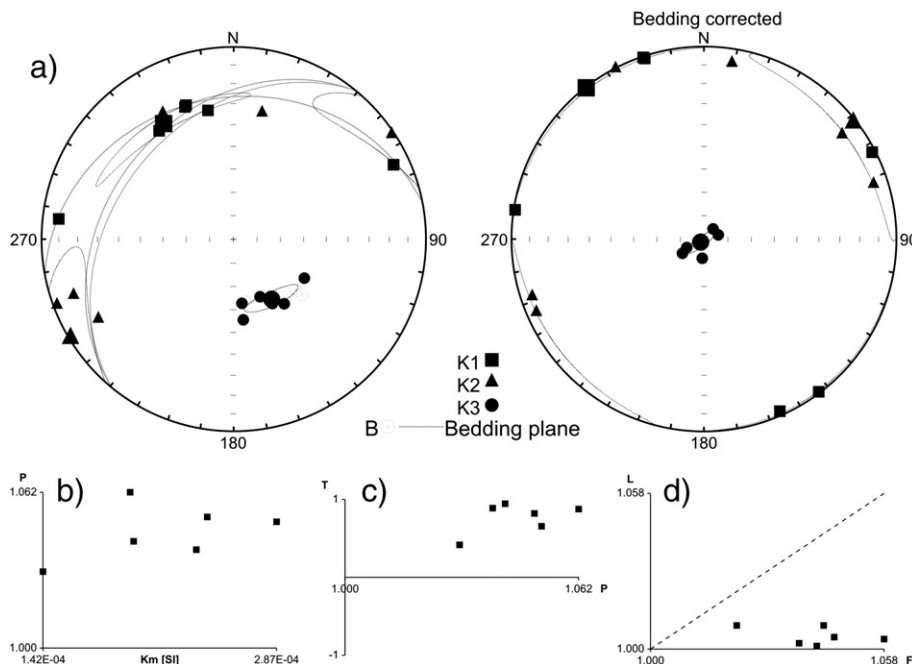 Bedding corrected
a)
N
N
270
90
270
90
K1
K2
K3
B Bedding plane
180
180
P
1.062
b)
1.000
1.42E-04 Km [SI] 2.87E-04
T
1
c)
1.000 1.062 P
-1
L
1.058
d)
1.000
1.000 1.058 F